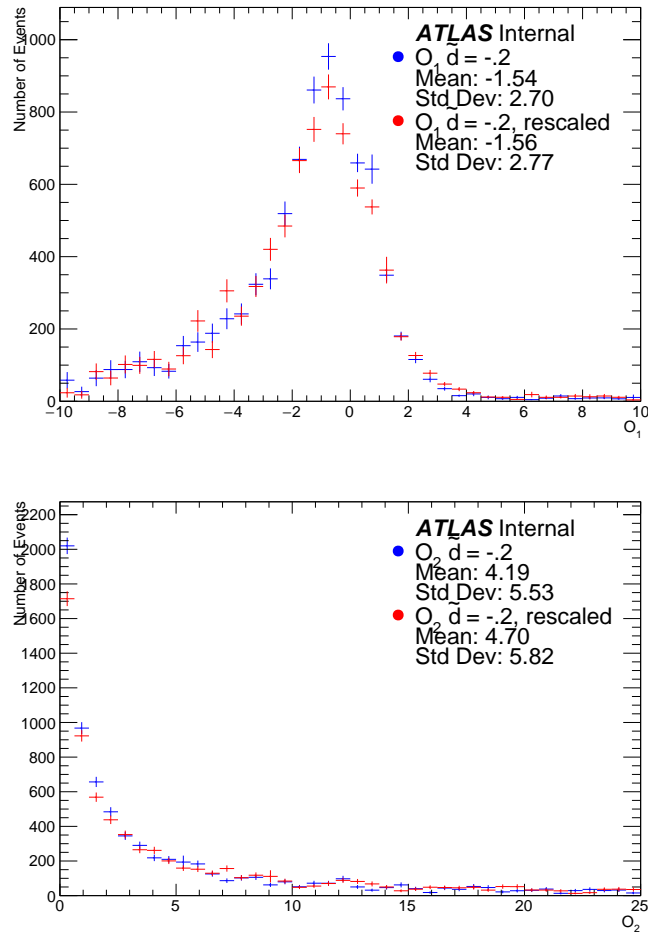 Number of Events
1000
800
600
400
200
0
ATLAS Internal
O₁ d̃ = -.2
Mean: -1.54
Std Dev: 2.70
O₁ d̃ = -.2, rescaled
Mean: -1.56
Std Dev: 2.77
−10 −8 −6 −4 −2 0 2 4 6 8 10
O₁
Number of Events
2200
2000
1800
1600
1400
1200
1000
800
600
400
200
0
ATLAS Internal
O₂ d̃ = -.2
Mean: 4.19
Std Dev: 5.53
O₂ d̃ = -.2, rescaled
Mean: 4.70
Std Dev: 5.82
0 5 10 15 20 25
O₂